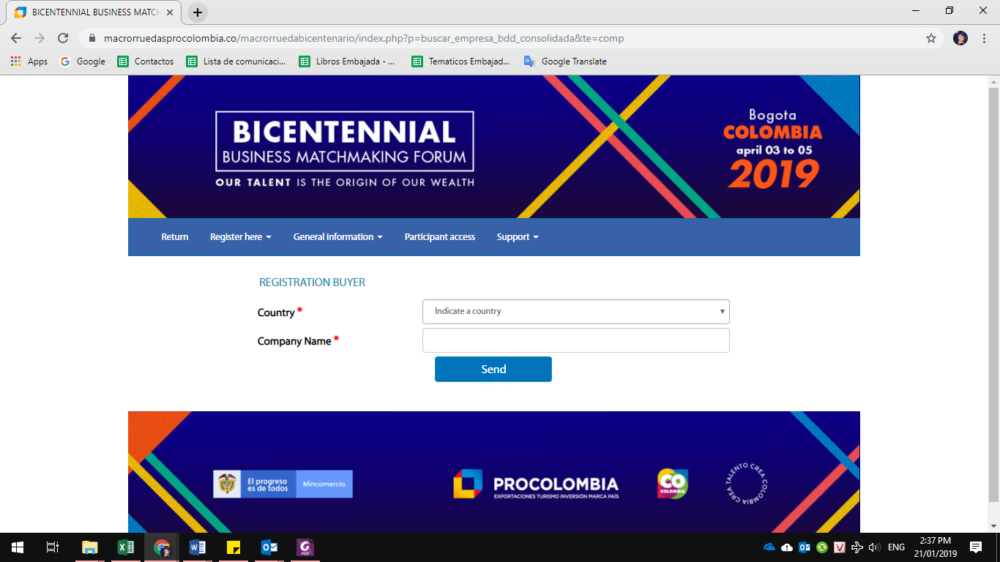 BICENTENNIAL BUSINESS MATCH
macrorruedasprocolombia.co/macrorruedabicentenario/index.php?p=buscar_empresa_bdd_consolidada&te=comp
Apps Google Contactos Lista de comunicaci... Libros Embajada - ... Tematicos Embajad... Google Translate
BICENTENNIAL
BUSINESS MATCHMAKING FORUM
OUR TALENT IS THE ORIGIN OF OUR WEALTH
Bogota
COLOMBIA
april 03 to 05
2019
Return Register here General Information Participant access Support
REGISTRATION BUYER
Country * Indicate a country
Company Name *
Send
El progreso
es de todos
Mincomercio
PROCOLOMBIA
EXPORTACIONES TURISMO INVERSIÓN MARCA PAÍS
CO
COLOMBIA
TALENTO CREA COLOMBIA CREA
ENG
2:37 PM
21/01/2019